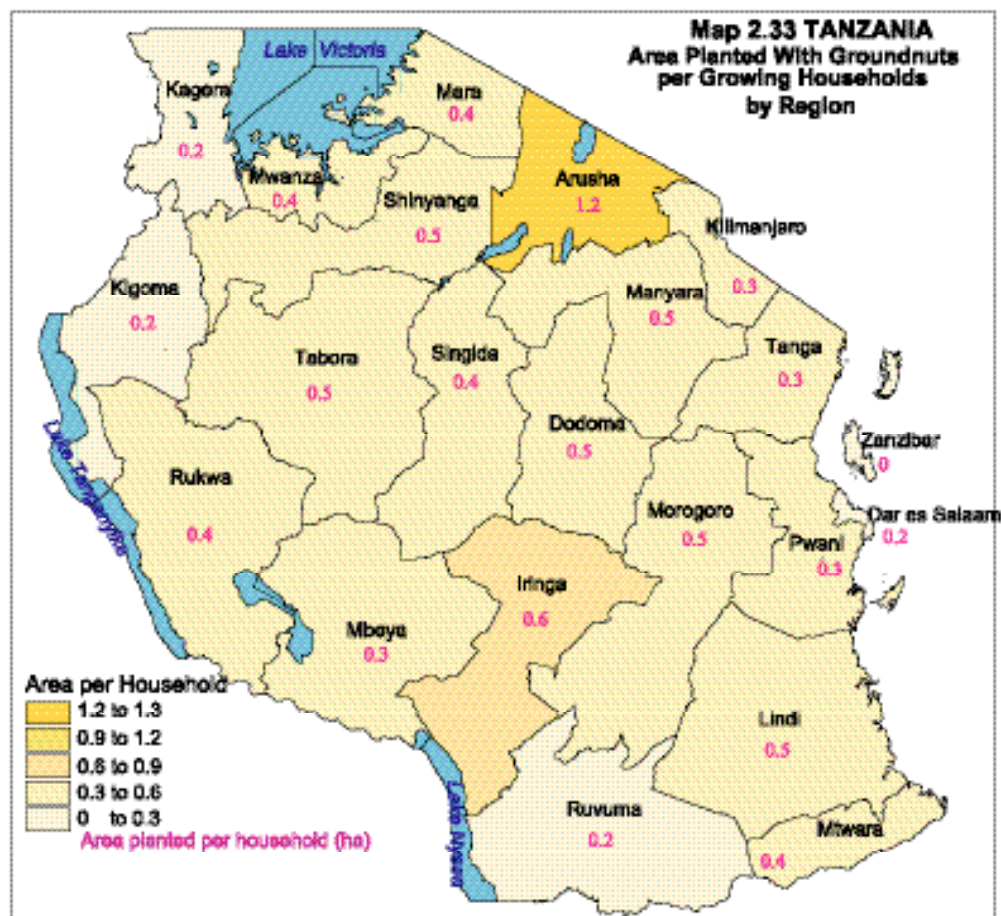 Map 2.33 TANZANIA
Area Planted With Groundnuts
per Growing Households
by Region
Lake Victoria
Kagera
0.2
Mara
0.4
Mwanza
0.4
Shinyanga
0.5
Arusha
1.2
Kilimanjaro
0.3
Kigoma
0.2
Manyara
0.5
Tabora
0.5
Singida
0.4
Tanga
0.3
Dodoma
0.5
Zanzibar
0
Lake Tanganyika
Rukwa
0.4
Morogoro
0.5
Dar es Salaam
0.2
Pwani
0.3
Iringa
0.6
Mbeya
0.3
Lindi
0.5
Ruvuma
0.2
Mtwara
0.4
Lake Nyasa
Area per Household
1.2 to 1.3
0.9 to 1.2
0.6 to 0.9
0.3 to 0.6
0 to 0.3
Area planted per household (ha)